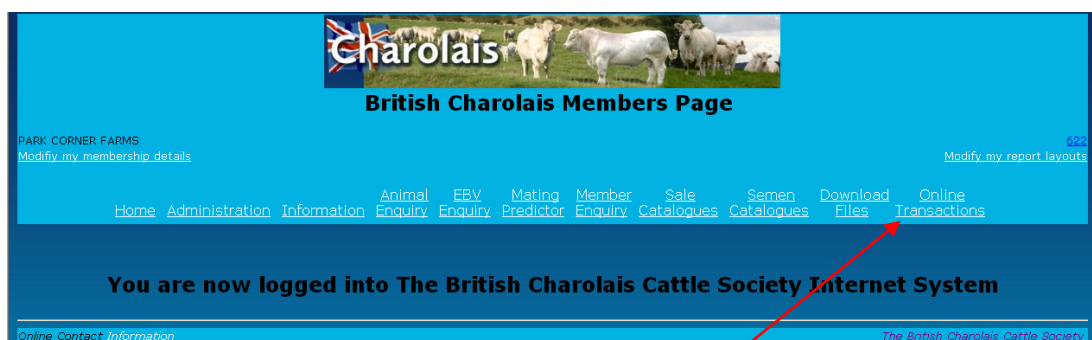 Charolais
British Charolais Members Page
PARK CORNER FARMS
622
Modifiy my membership details
Modify my report layouts
Home Administration Information Animal Enquiry EBV Enquiry Mating Predictor Member Enquiry Sale Catalogues Semen Catalogues Download Files Online Transactions
You are now logged into The British Charolais Cattle Society Internet System
Online Contact Information
The British Charolais Cattle Society